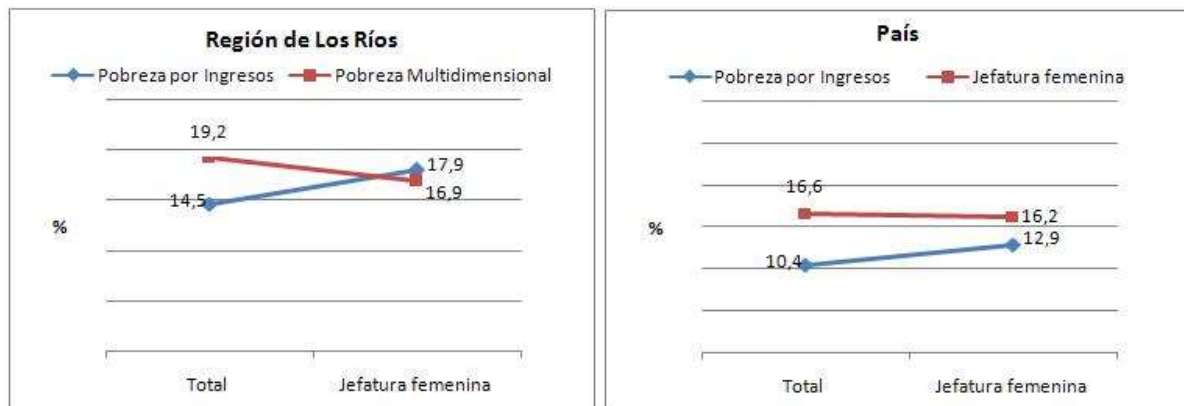 Región de Los Ríos
Pobreza por Ingresos Pobreza Multidimensional
19,2
17,9
14,5
16,9
%
Total Jefatura femenina
País
Pobreza por Ingresos Jefatura femenina
16,6
16,2
12,9
10,4
%
Total Jefatura femenina